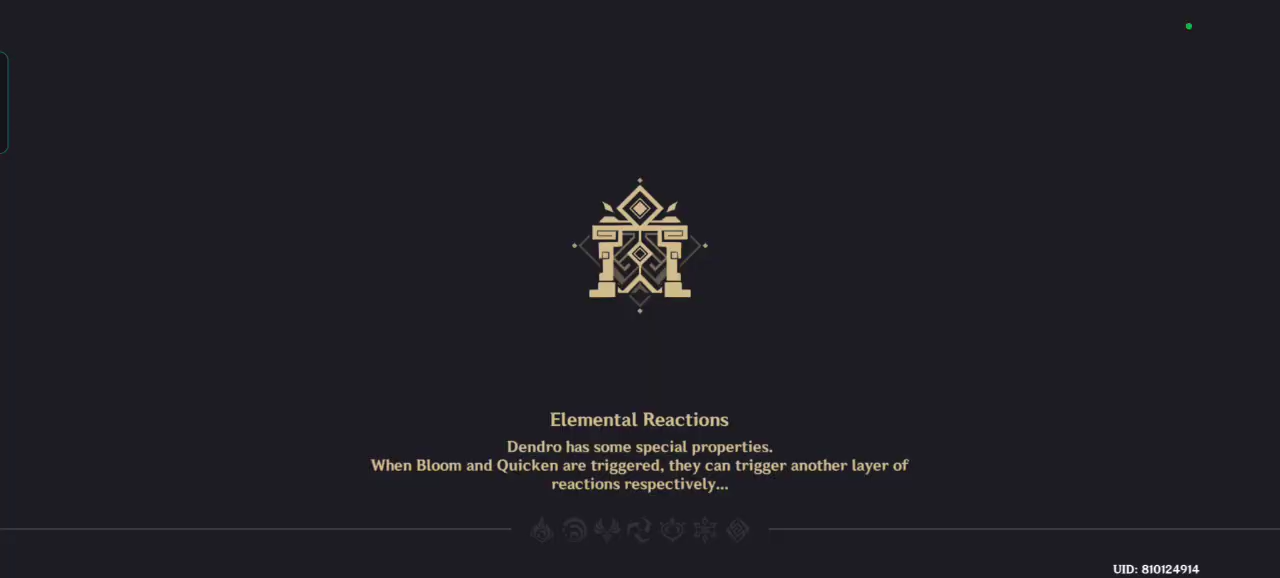 Elemental Reactions
Dendro has some special properties.
When Bloom and Quicken are triggered, they can trigger another layer of
reactions respectively...
UID: 810124914